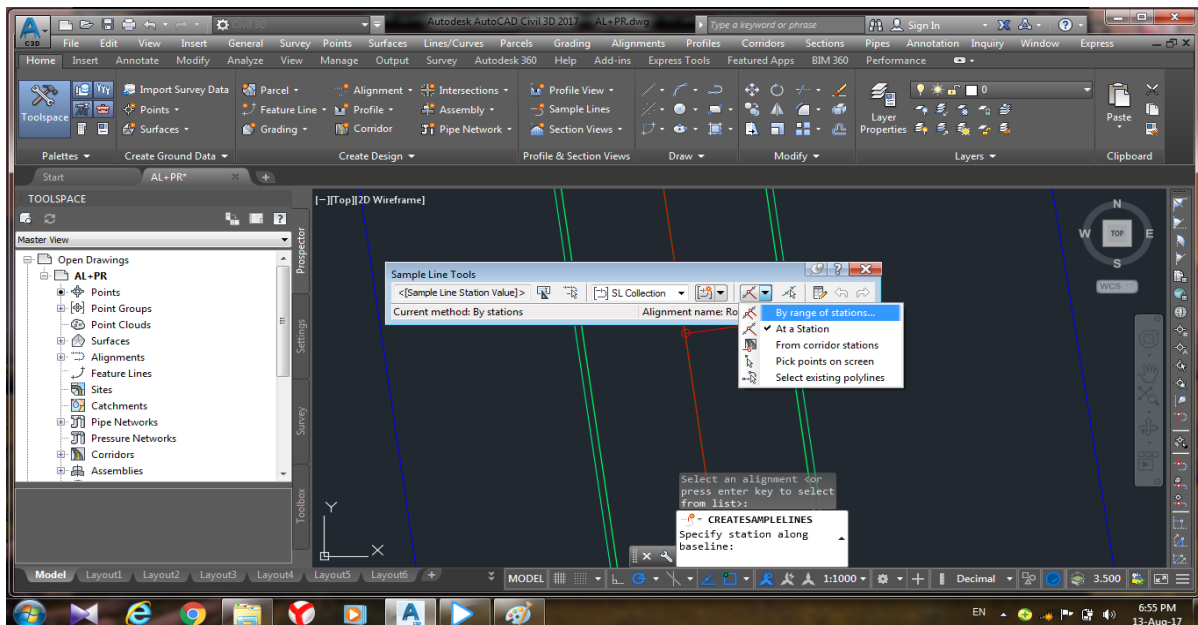 Civil 3D
Autodesk AutoCAD Civil 3D 2017 AL+PR.dwg
Type a keyword or phrase
Sign In
C3D
File Edit View Insert General Survey Points Surfaces Lines/Curves Parcels Grading Alignments Profiles Corridors Sections Pipes Annotation Inquiry Window Express
Home Insert Annotate Modify Analyze View Manage Output Survey Autodesk 360 Help Add-ins Express Tools Featured Apps BIM 360 Performance
Toolspace
Import Survey Data
Points
Surfaces
Parcel
Feature Line
Grading
Alignment
Profile
Corridor
Intersections
Assembly
Pipe Network
Profile View
Sample Lines
Section Views
Layer
Properties
0
Paste
Palettes Create Ground Data Create Design Profile & Section Views Draw Modify Layers Clipboard
Start AL+PR* +
TOOLSPACE
Master View
Open Drawings
AL+PR
Points
Point Groups
Point Clouds
Surfaces
Alignments
Feature Lines
Sites
Catchments
Pipe Networks
Pressure Networks
Corridors
Assemblies
Prospector
Settings
Survey
Toolbox
[−][Top][2D Wireframe]
N
W TOP E
S
WCS
Sample Line Tools
<[Sample Line Station Value]> SL Collection
Current method: By stations Alignment name: Ro
By range of stations...
At a Station
From corridor stations
Pick points on screen
Select existing polylines
Select an alignment <or
press enter key to select
from list>:
CREATESAMPLELINES
Specify station along
baseline:
Y
X
Model Layout1 Layout2 Layout3 Layout4 Layout5 Layout6 +
MODEL 1:1000 Decimal 3.500
EN
6:55 PM
13-Aug-17